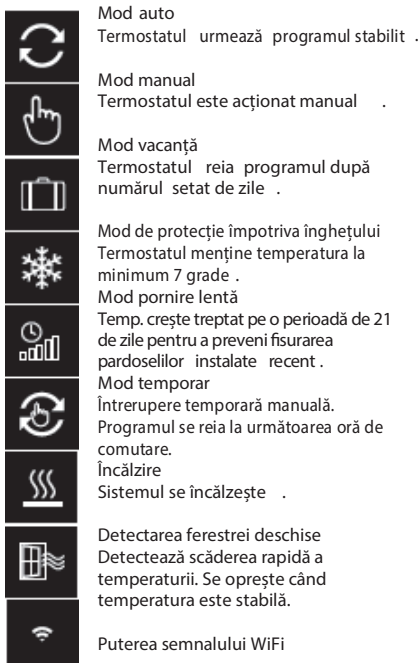 Mod auto
Termostatul urmează programul stabilit .
Mod manual
Termostatul este acționat manual .
Mod vacanță
Termostatul reia programul după
numărul setat de zile .
Mod de protecție împotriva înghețului
Termostatul menține temperatura la
minimum 7 grade .
Mod pornire lentă
Temp. crește treptat pe o perioadă de 21
de zile pentru a preveni fisurarea
pardoselilor instalate recent .
Mod temporar
Întrerupere temporară manuală.
Programul se reia la următoarea oră de
comutare.
Încălzire
Sistemul se încălzește .
Detectarea ferestrei deschise
Detectează scăderea rapidă a
temperaturii. Se oprește când
temperatura este stabilă.
Puterea semnalului WiFi